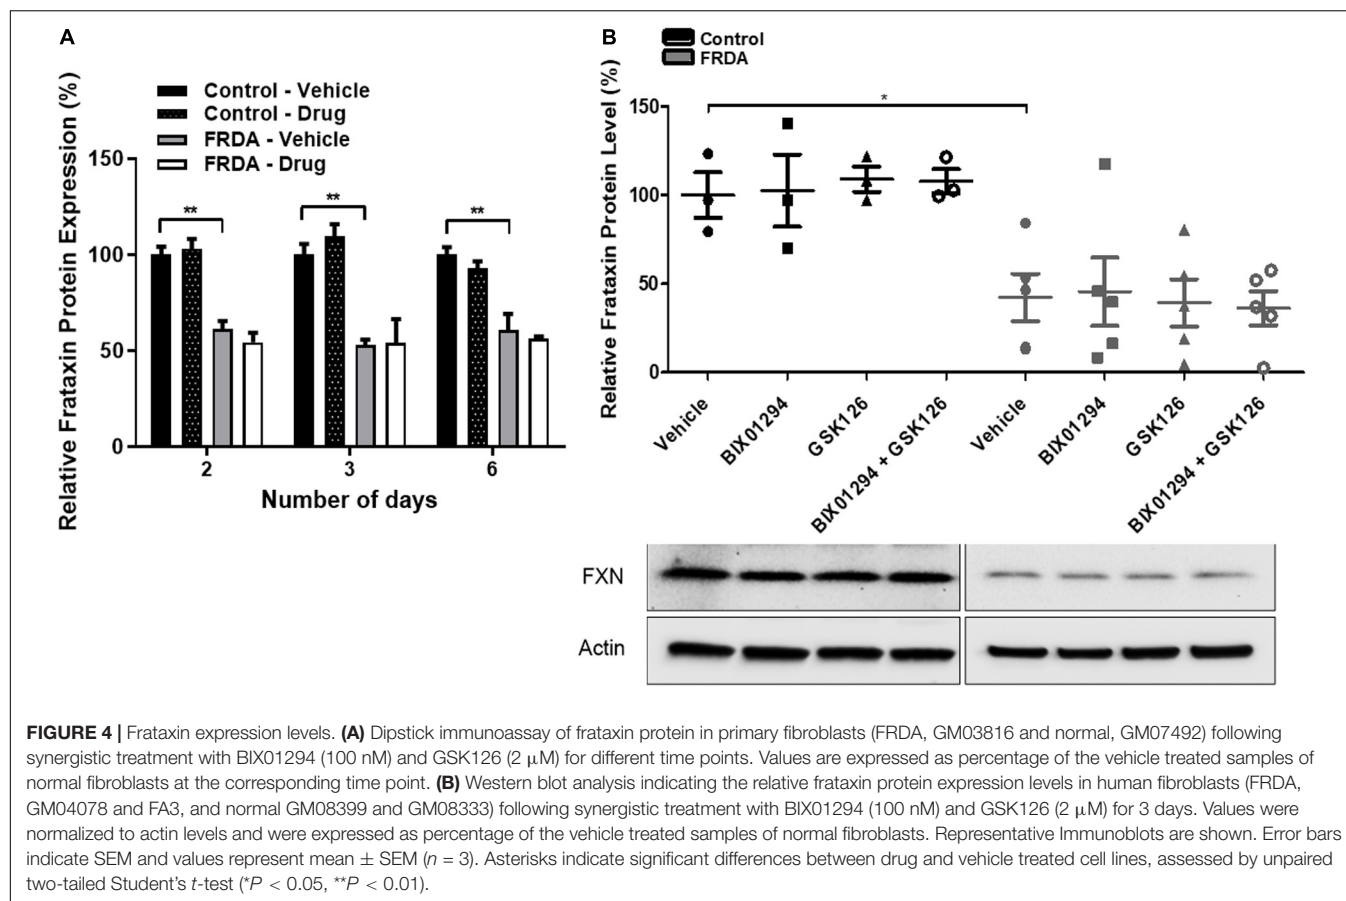 A
Control - Vehicle
Control - Drug
FRDA - Vehicle
FRDA - Drug
Relative Frataxin Protein Expression (%)
150
100
50
0
**
**
**
2
3
6
Number of days
B
Control
FRDA
Relative Frataxin Protein Level (%)
150
100
50
0
*
Vehicle
BIX01294
GSK126
BIX01294 + GSK126
Vehicle
BIX01294
GSK126
BIX01294 + GSK126
FXN
Actin
FIGURE 4 | Frataxin expression levels. (A) Dipstick immunoassay of frataxin protein in primary fibroblasts (FRDA, GM03816 and normal, GM07492) following
synergistic treatment with BIX01294 (100 nM) and GSK126 (2 μM) for different time points. Values are expressed as percentage of the vehicle treated samples of
normal fibroblasts at the corresponding time point. (B) Western blot analysis indicating the relative frataxin protein expression levels in human fibroblasts (FRDA,
GM04078 and FA3, and normal GM08399 and GM08333) following synergistic treatment with BIX01294 (100 nM) and GSK126 (2 μM) for 3 days. Values were
normalized to actin levels and were expressed as percentage of the vehicle treated samples of normal fibroblasts. Representative Immunoblots are shown. Error bars
indicate SEM and values represent mean ± SEM (n = 3). Asterisks indicate significant differences between drug and vehicle treated cell lines, assessed by unpaired
two-tailed Student's t-test (*P < 0.05, **P < 0.01).